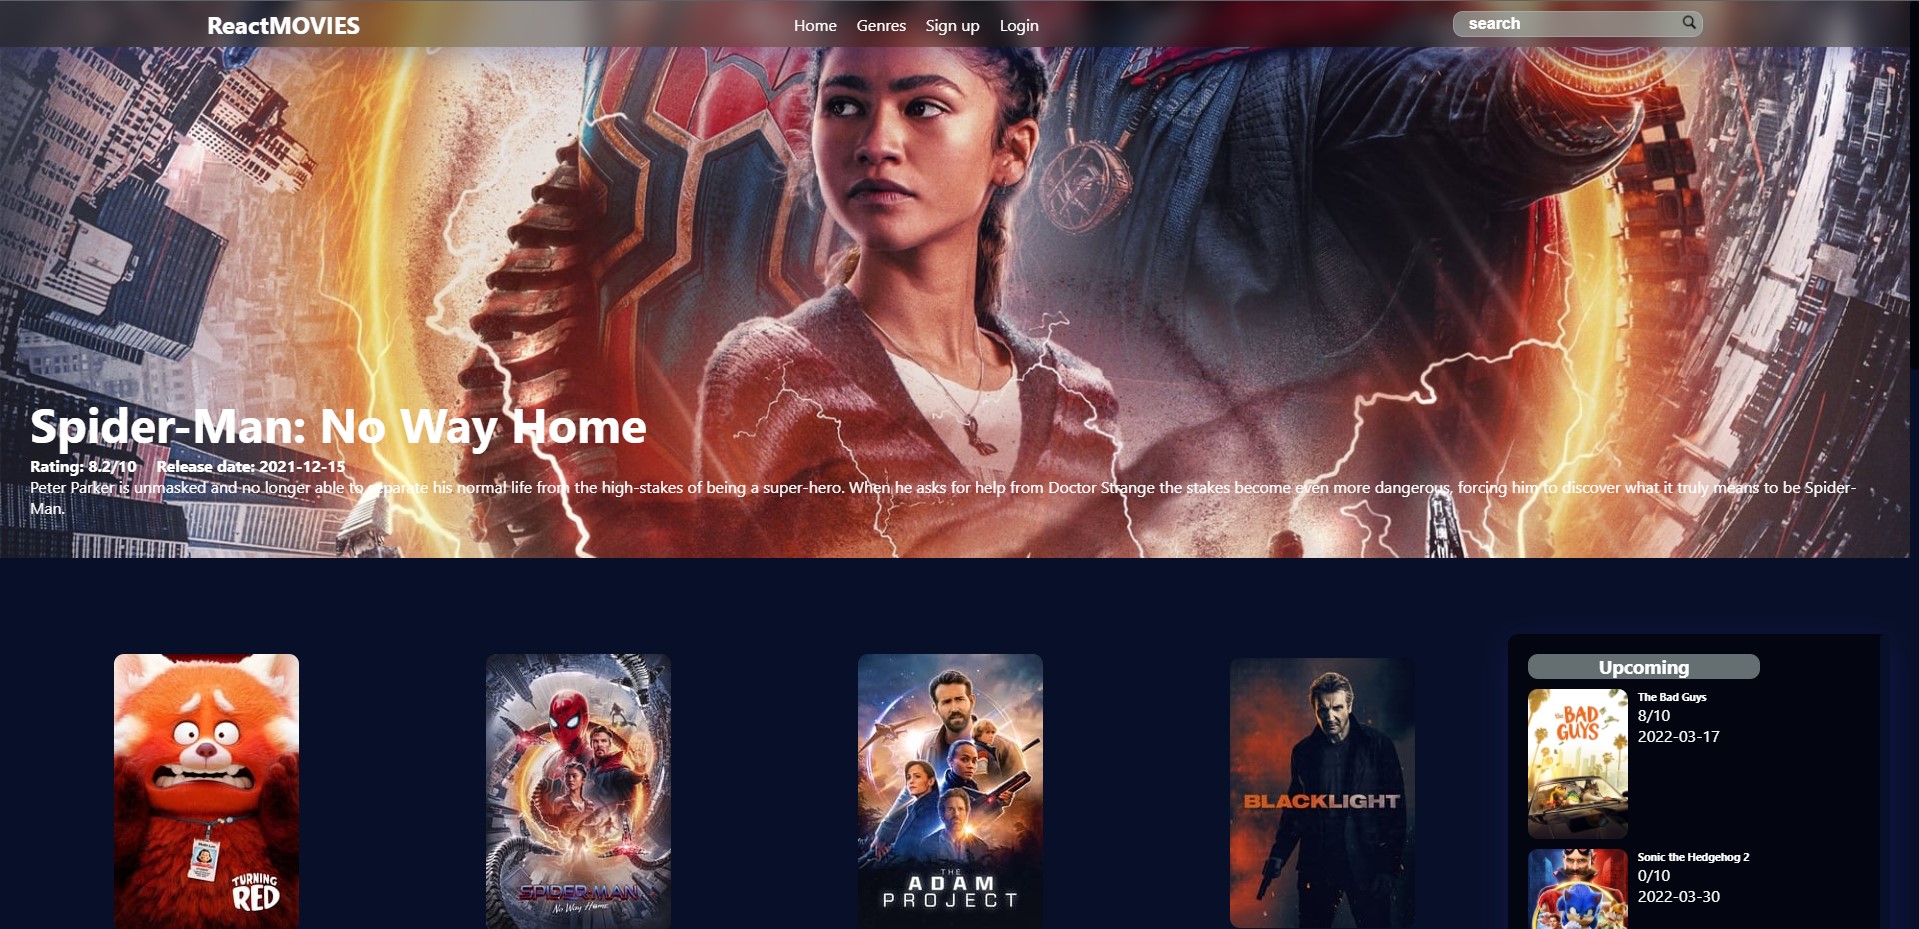 ReactMOVIES
Home Genres Sign up Login
search
Spider-Man: No Way Home
Rating: 8.2/10 Release date: 2021-12-15
Peter Parker is unmasked and no longer able to separate his normal life from the high-stakes of being a super-hero. When he asks for help from Doctor Strange the stakes become even more dangerous, forcing him to discover what it truly means to be Spider-
Man.
TURNING
RED
SPIDER-MAN
No Way Home
THE
ADAM
PROJECT
BLACKLIGHT
Upcoming
the BAD
GUYS
The Bad Guys
8/10
2022-03-17
Sonic the Hedgehog 2
0/10
2022-03-30